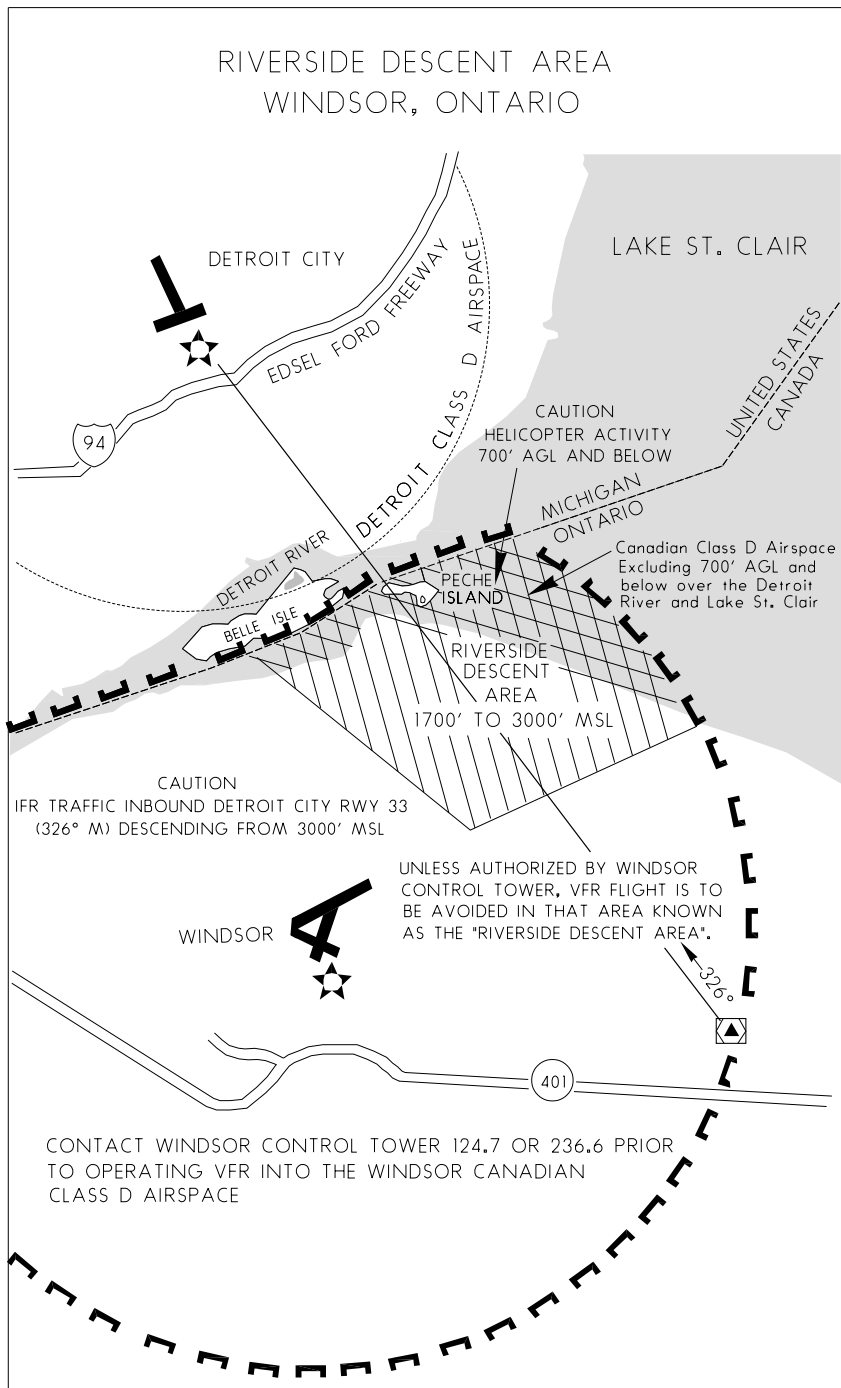 RIVERSIDE DESCENT AREA
WINDSOR, ONTARIO
LAKE ST. CLAIR
DETROIT CITY
EDSEL FORD FREEWAY
DETROIT CLASS D AIRSPACE
UNITED STATES
CANADA
94
CAUTION
HELICOPTER ACTIVITY
700' AGL AND BELOW
MICHIGAN
ONTARIO
Canadian Class D Airspace
Excluding 700' AGL and
below over the Detroit
River and Lake St. Clair
DETROIT RIVER
BELLE ISLE
PECHE
ISLAND
RIVERSIDE
DESCENT
AREA
1700' TO 3000' MSL
CAUTION
IFR TRAFFIC INBOUND DETROIT CITY RWY 33
(326° M) DESCENDING FROM 3000' MSL
UNLESS AUTHORIZED BY WINDSOR
CONTROL TOWER, VFR FLIGHT IS TO
BE AVOIDED IN THAT AREA KNOWN
AS THE "RIVERSIDE DESCENT AREA".
WINDSOR
326°
401
CONTACT WINDSOR CONTROL TOWER 124.7 OR 236.6 PRIOR
TO OPERATING VFR INTO THE WINDSOR CANADIAN
CLASS D AIRSPACE